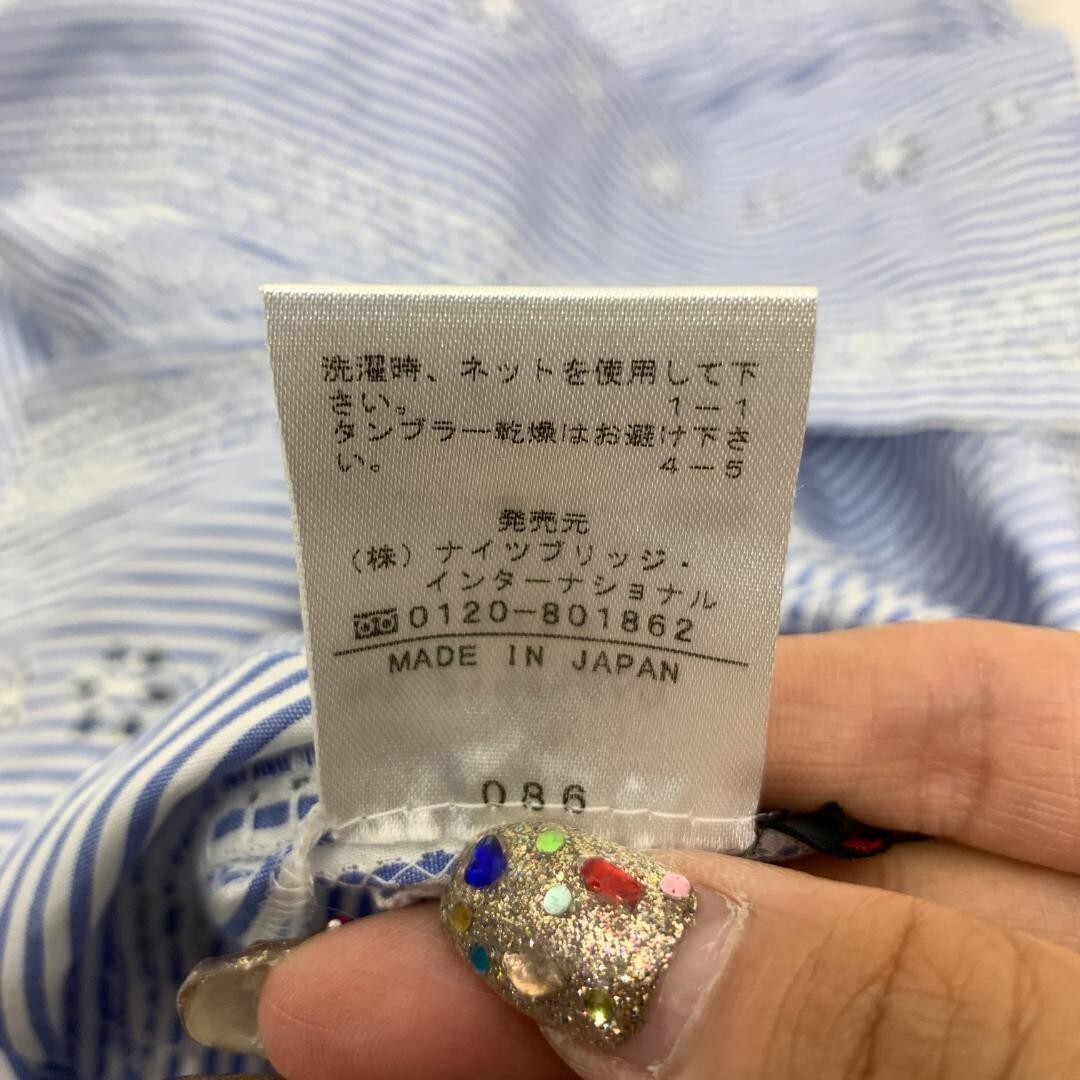 洗濯時、ネットを使用して下
さい。 1－1
タンブラー乾燥はお避け下さ
い。 4－5
発売元
（株）ナイツブリッジ・
インターナショナル
0120-801862
MADE IN JAPAN
086